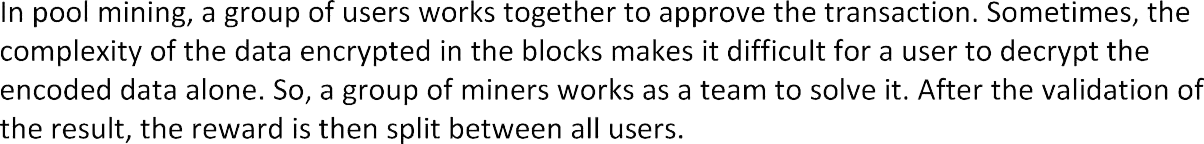 In pool mining, a group of users works together to approve the transaction. Sometimes, the
complexity of the data encrypted in the blocks makes it difficult for a user to decrypt the
encoded data alone. So, a group of miners works as a team to solve it. After the validation of
the result, the reward is then split between all users.